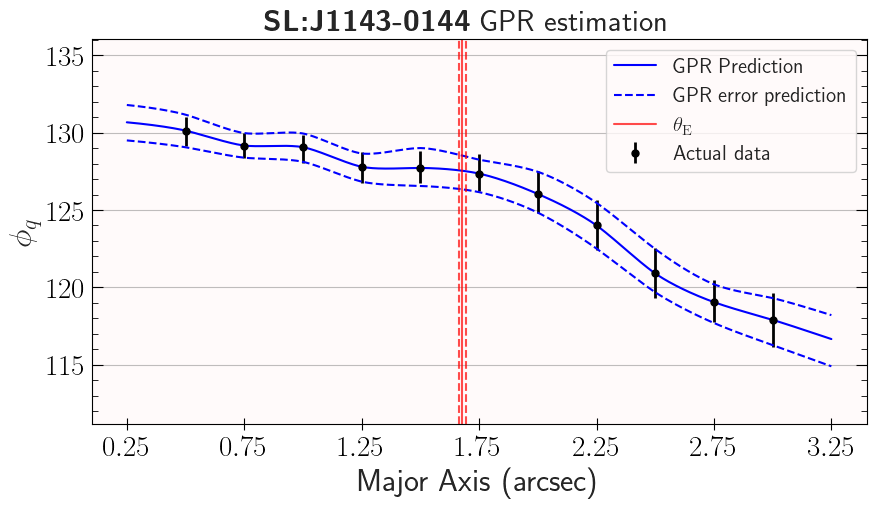 SL:J1143-0144 GPR estimation
135
130
125
120
115
ϕq
GPR Prediction
GPR error prediction
θE
Actual data
0.25 0.75 1.25 1.75 2.25 2.75 3.25
Major Axis (arcsec)